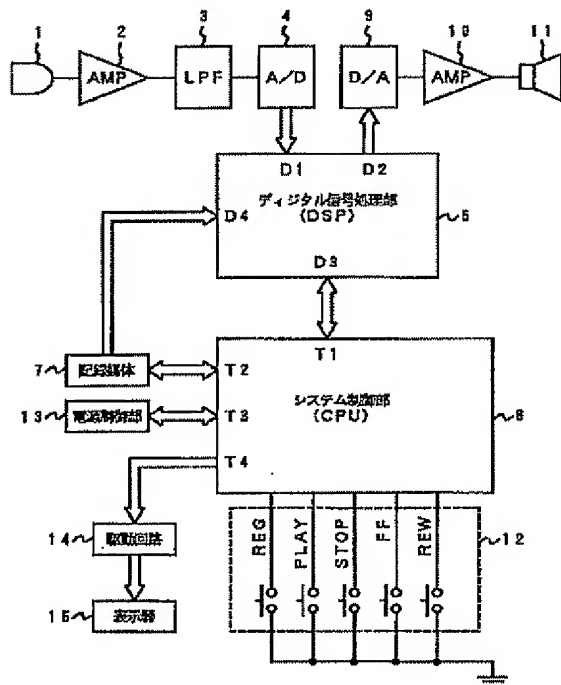 1 2 3 4 9 10 11
AMP LPF A/D D/A AMP
D1 D2
ディジタル信号処理部
(DSP)
D4
5
D3
T1
7 記録媒体 T2
システム制御部
(CPU)
13 電源制御部 T3
6
T4
14 駆動回路
15 表示器
REG PLAY STOP FF REW
12